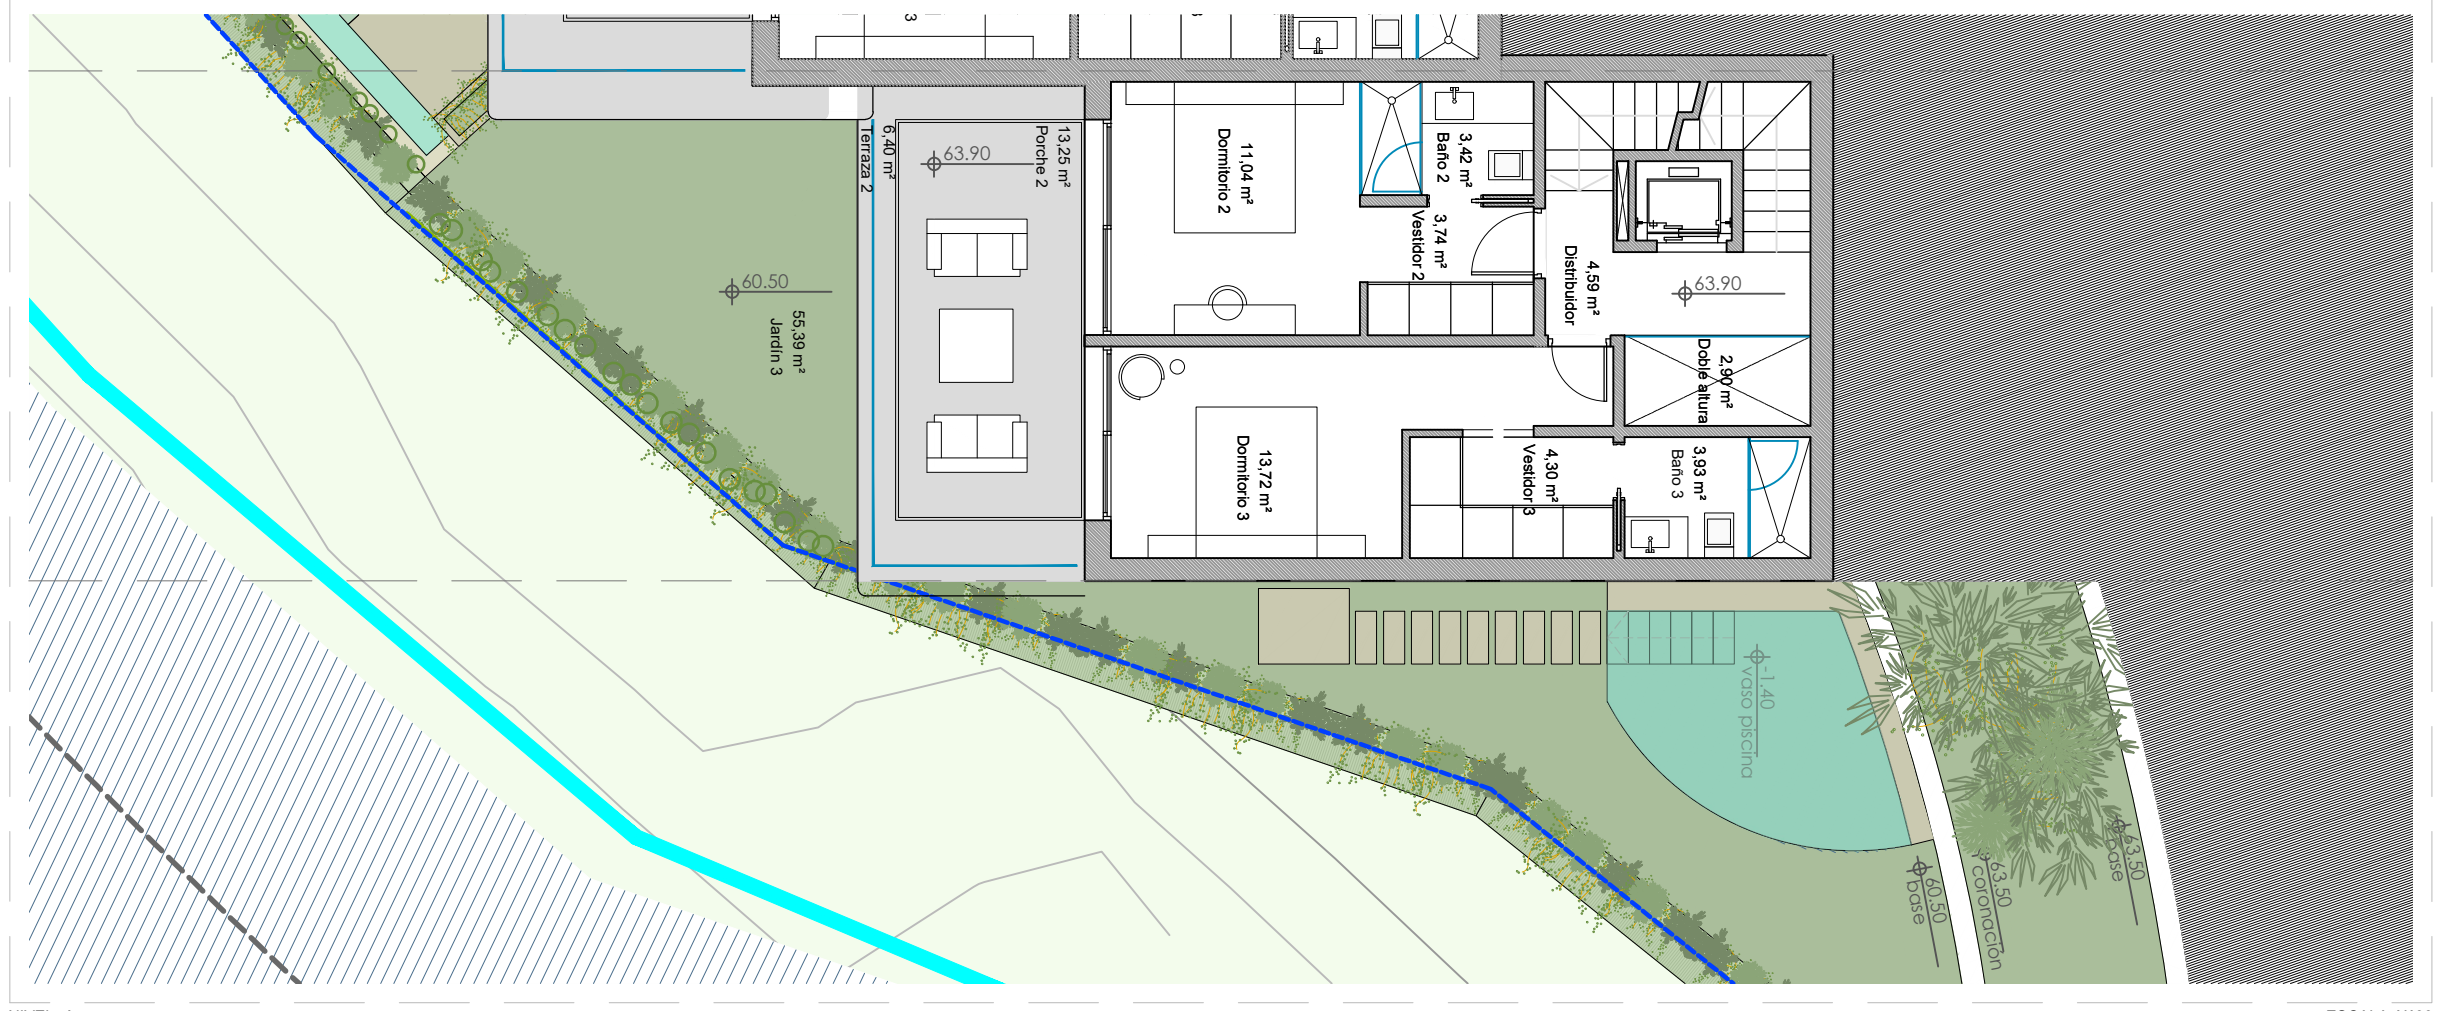 Terraza 2
6,40 m²
63.90
Porche 2
13,25 m²
Dormitorio 2
11,04 m²
Baño 2
3,42 m²
Vestidor 2
3,74 m²
Distribuidor
4,59 m²
63.90
60.50
Jardín 3
55,39 m²
Doble altura
2,90 m²
Dormitorio 3
13,72 m²
Vestidor 3
4,30 m²
Baño 3
3,93 m²
-1.40
vaso piscina
60.50
base
63.50
coronación
63.50
base